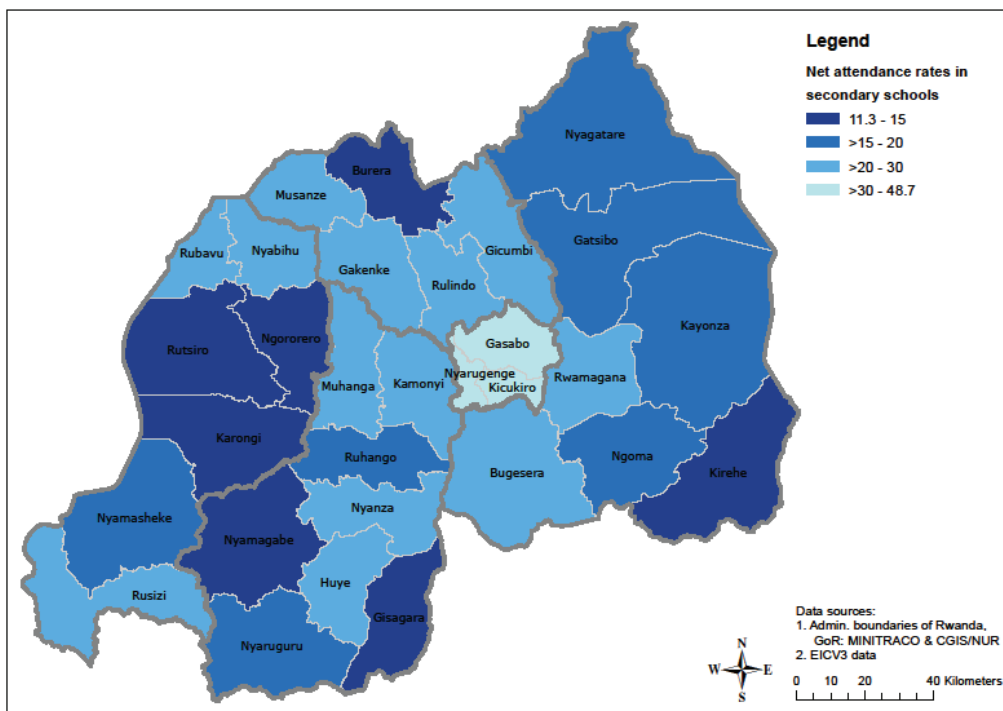 Legend
Net attendance rates in
secondary schools
11.3 - 15
>15 - 20
>20 - 30
>30 - 48.7
Nyagatare
Burera
Musanze
Gatsibo
Gicumbi
Rubavu
Nyabihu
Gakenke
Rulindo
Kayonza
Rutsiro
Ngororero
Gasabo
Nyarugenge
Kicukiro
Rwamagana
Muhanga
Kamonyi
Karongi
Ruhango
Ngoma
Kirehe
Bugesera
Nyamasheke
Nyanza
Nyamagabe
Huye
Rusizi
Gisagara
Nyaruguru
Data sources:
1. Admin. boundaries of Rwanda,
GoR: MINITRACO & CGIS/NUR
2. EICV3 data
N
W E
S
0 10 20 40 Kilometers